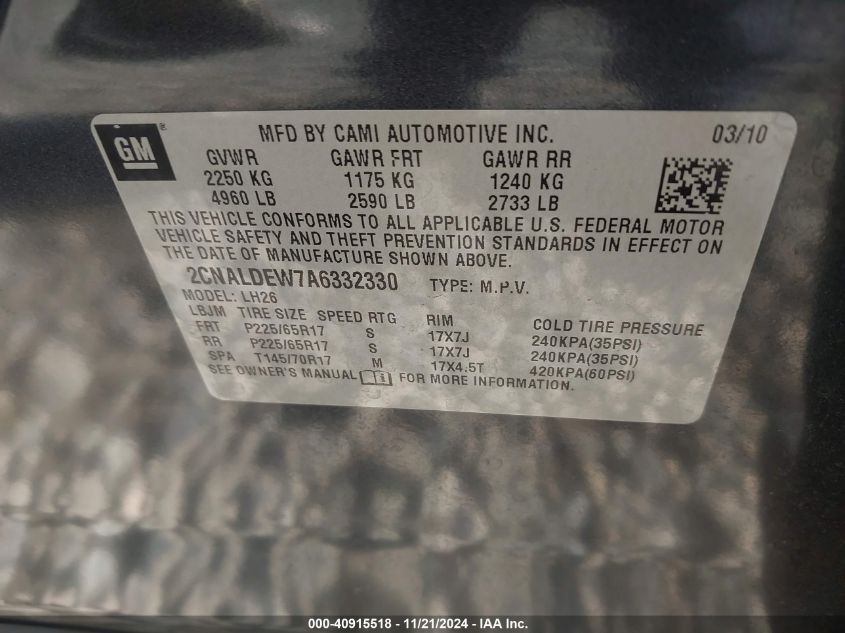 GM ®
MFD BY CAMI AUTOMOTIVE INC. 03/10
GVWR GAWR FRT GAWR RR
2250 KG 1175 KG 1240 KG
4960 LB 2590 LB 2733 LB
THIS VEHICLE CONFORMS TO ALL APPLICABLE U.S. FEDERAL MOTOR
VEHICLE SAFETY AND THEFT PREVENTION STANDARDS IN EFFECT ON
THE DATE OF MANUFACTURE SHOWN ABOVE.
2CNALDEW7A6332330 TYPE: M.P.V.
MODEL: LH26
LBJM TIRE SIZE SPEED RTG RIM COLD TIRE PRESSURE
FRT P225/65R17 S 17X7J 240KPA(35PSI)
RR P225/65R17 S 17X7J 240KPA(35PSI)
SPA T145/70R17 M 17X4.5T 420KPA(60PSI)
SEE OWNER'S MANUAL FOR MORE INFORMATION.
000-40915518 - 11/21/2024 - IAA Inc.